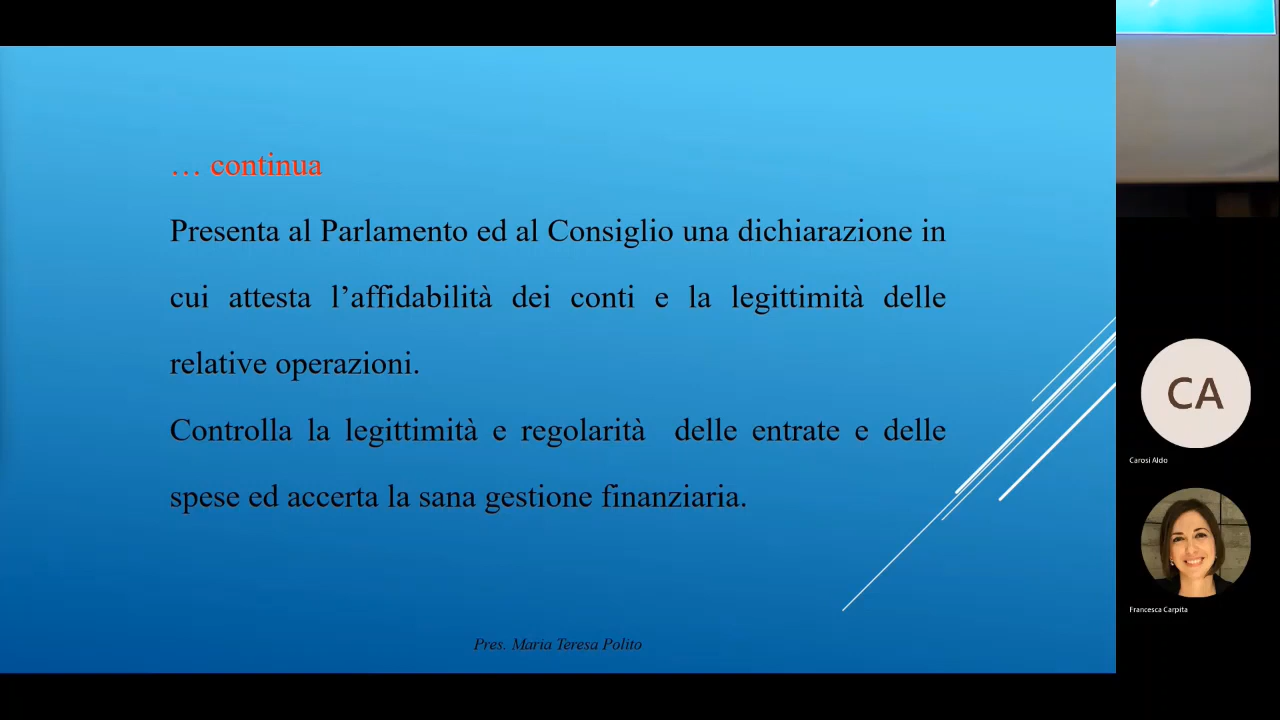 … continua
Presenta al Parlamento ed al Consiglio una dichiarazione in
cui attesta l’affidabilità dei conti e la legittimità delle
relative operazioni.
Controlla la legittimità e regolarità delle entrate e delle
spese ed accerta la sana gestione finanziaria.
Pres. Maria Teresa Polito
CA
Carosi Aldo
Francesca Carpita